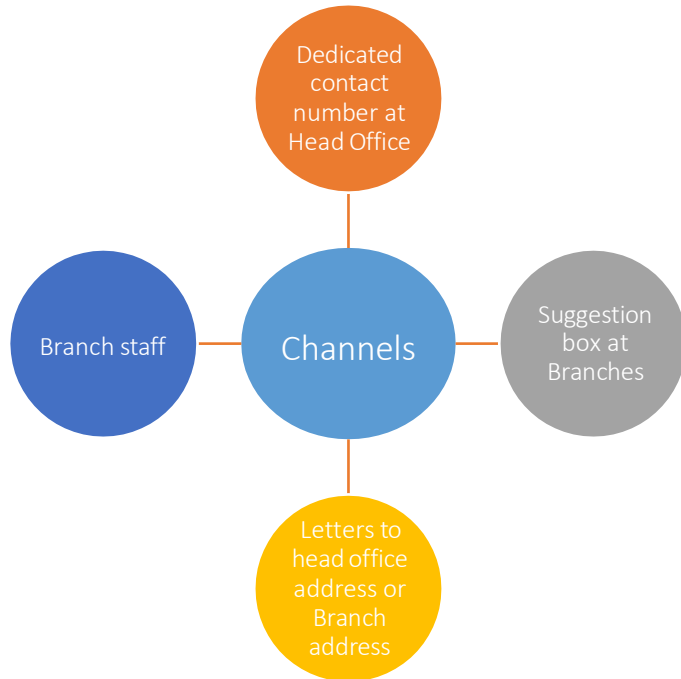 Dedicated
contact
number at
Head Office
Branch staff
Channels
Suggestion
box at
Branches
Letters to
head office
address or
Branch
address